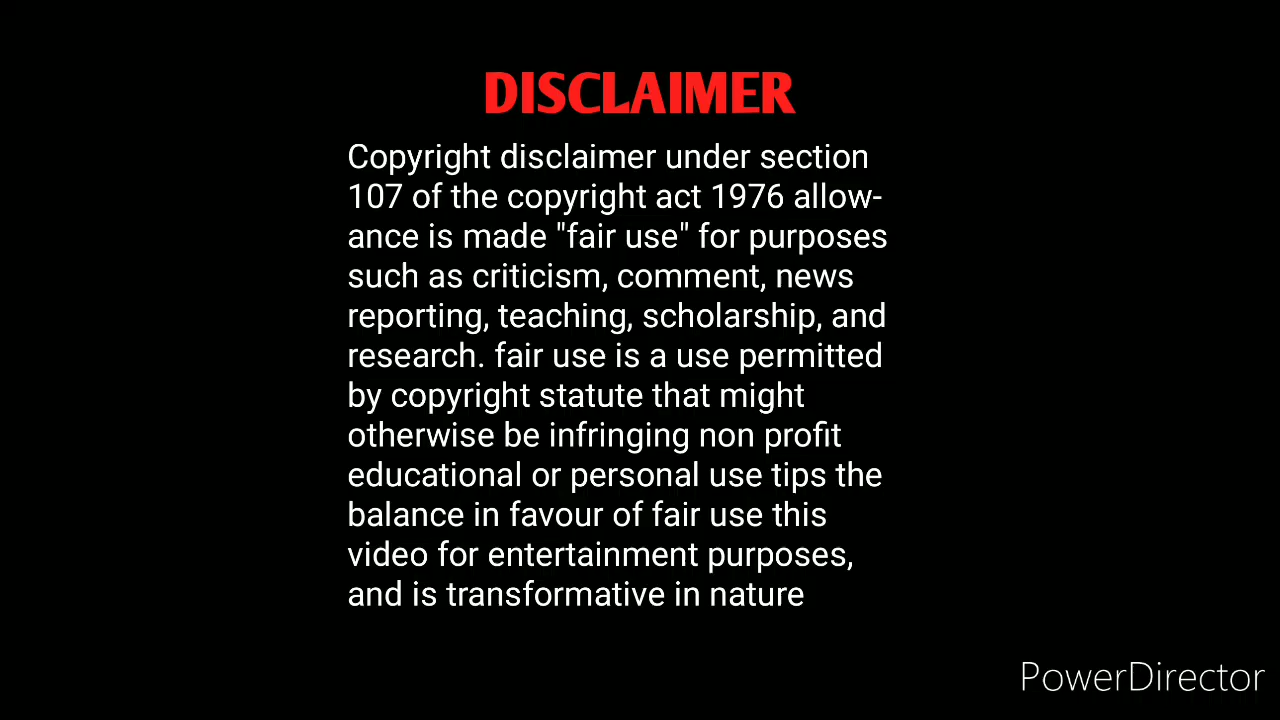 DISCLAIMER
Copyright disclaimer under section
107 of the copyright act 1976 allow-
ance is made "fair use" for purposes
such as criticism, comment, news
reporting, teaching, scholarship, and
research. fair use is a use permitted
by copyright statute that might
otherwise be infringing non profit
educational or personal use tips the
balance in favour of fair use this
video for entertainment purposes,
and is transformative in nature
PowerDirector